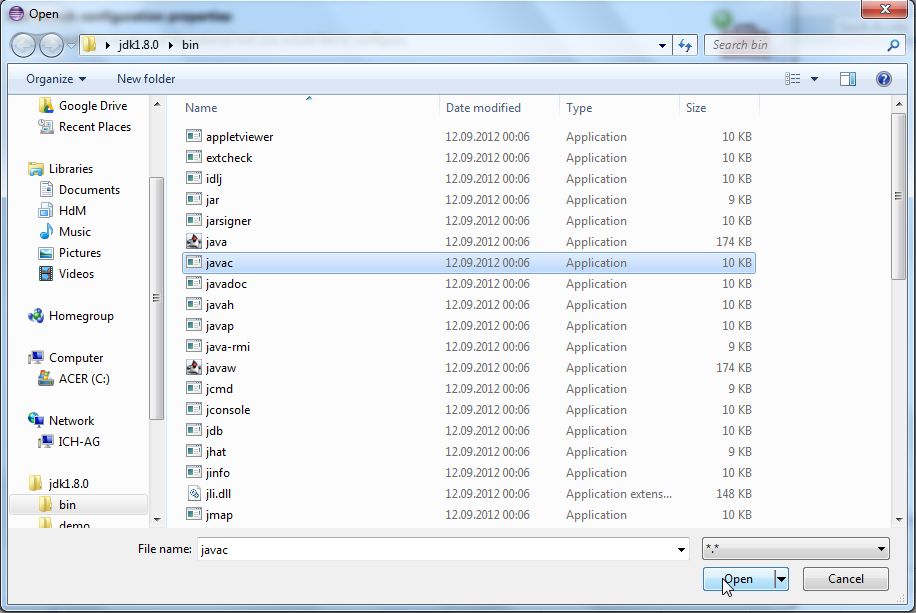 Open
configuration properties
jdk1.8.0 bin
Search bin
Organize New folder
Name Date modified Type Size
Google Drive
Recent Places
Libraries
Documents
HdM
Music
Pictures
Videos
Homegroup
Computer
ACER (C:)
Network
ICH-AG
jdk1.8.0
bin
demo
appletviewer 12.09.2012 00:06 Application 10 KB
extcheck 12.09.2012 00:06 Application 10 KB
idlj 12.09.2012 00:06 Application 10 KB
jar 12.09.2012 00:06 Application 9 KB
jarsigner 12.09.2012 00:06 Application 10 KB
java 12.09.2012 00:06 Application 174 KB
javac 12.09.2012 00:06 Application 10 KB
javadoc 12.09.2012 00:06 Application 10 KB
javah 12.09.2012 00:06 Application 10 KB
javap 12.09.2012 00:06 Application 10 KB
java-rmi 12.09.2012 00:06 Application 9 KB
javaw 12.09.2012 00:06 Application 174 KB
jcmd 12.09.2012 00:06 Application 9 KB
jconsole 12.09.2012 00:06 Application 10 KB
jdb 12.09.2012 00:06 Application 10 KB
jhat 12.09.2012 00:06 Application 9 KB
jinfo 12.09.2012 00:06 Application 10 KB
jli.dll 12.09.2012 00:06 Application extens... 148 KB
jmap 12.09.2012 00:06 Application 10 KB
File name: javac *.*
Open Cancel